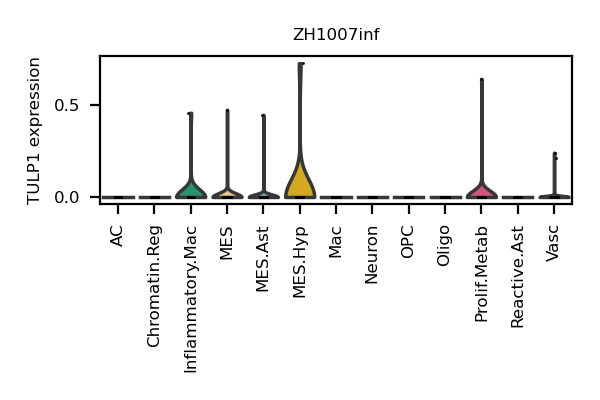 ZH1007inf
TULP1 expression
0.5
0.0
AC
Chromatin.Reg
Inflammatory.Mac
MES
MES.Ast
MES.Hyp
Mac
Neuron
OPC
Oligo
Prolif.Metab
Reactive.Ast
Vasc